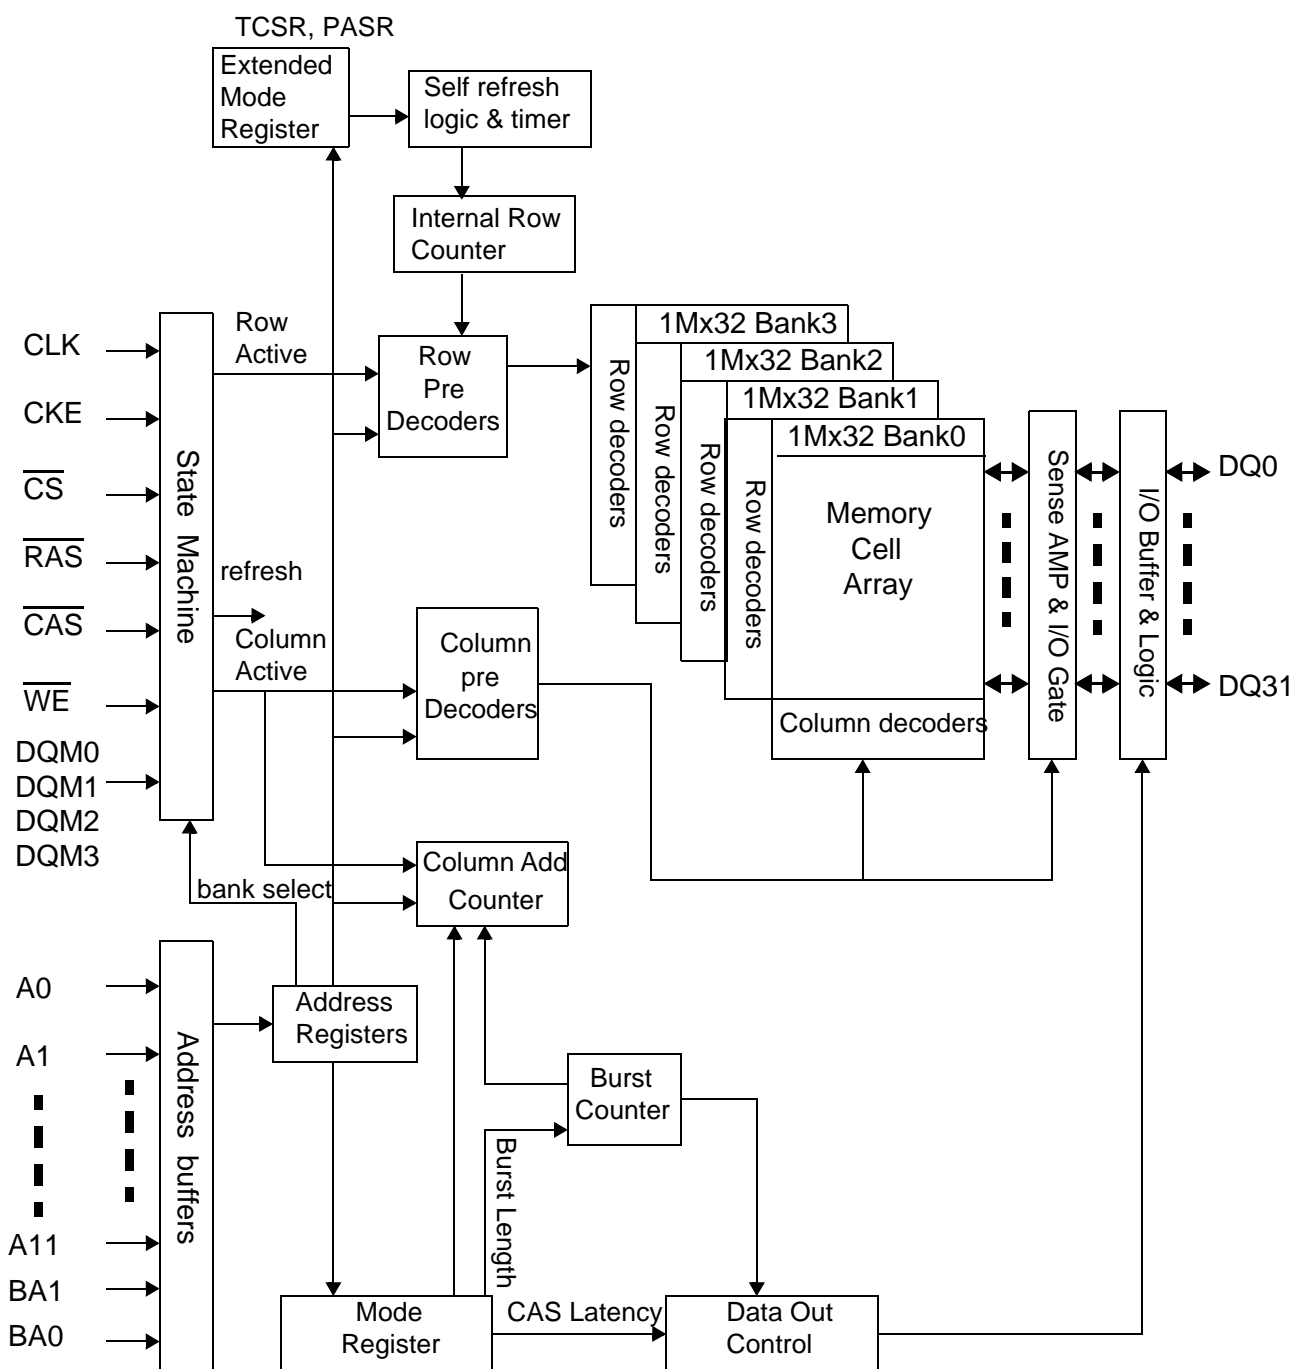 TCSR, PASR
Extended
Mode
Register
Self refresh
logic & timer
Internal Row
Counter
CLK
CKE
CS
RAS
CAS
WE
DQM0
DQM1
DQM2
DQM3
State Machine
Row
Active
refresh
Column
Active
bank select
Row
Pre
Decoders
Column
pre
Decoders
Column Add
Counter
1Mx32 Bank3
1Mx32 Bank2
1Mx32 Bank1
1Mx32 Bank0
Row decoders
Row decoders
Row decoders
Row decoders
Memory
Cell
Array
Column decoders
Sense AMP & I/O Gate
I/O Buffer & Logic
DQ0
DQ31
A0
A1
A11
BA1
BA0
Address buffers
Address
Registers
Burst
Counter
Burst Length
Mode
Register
CAS Latency
Data Out
Control